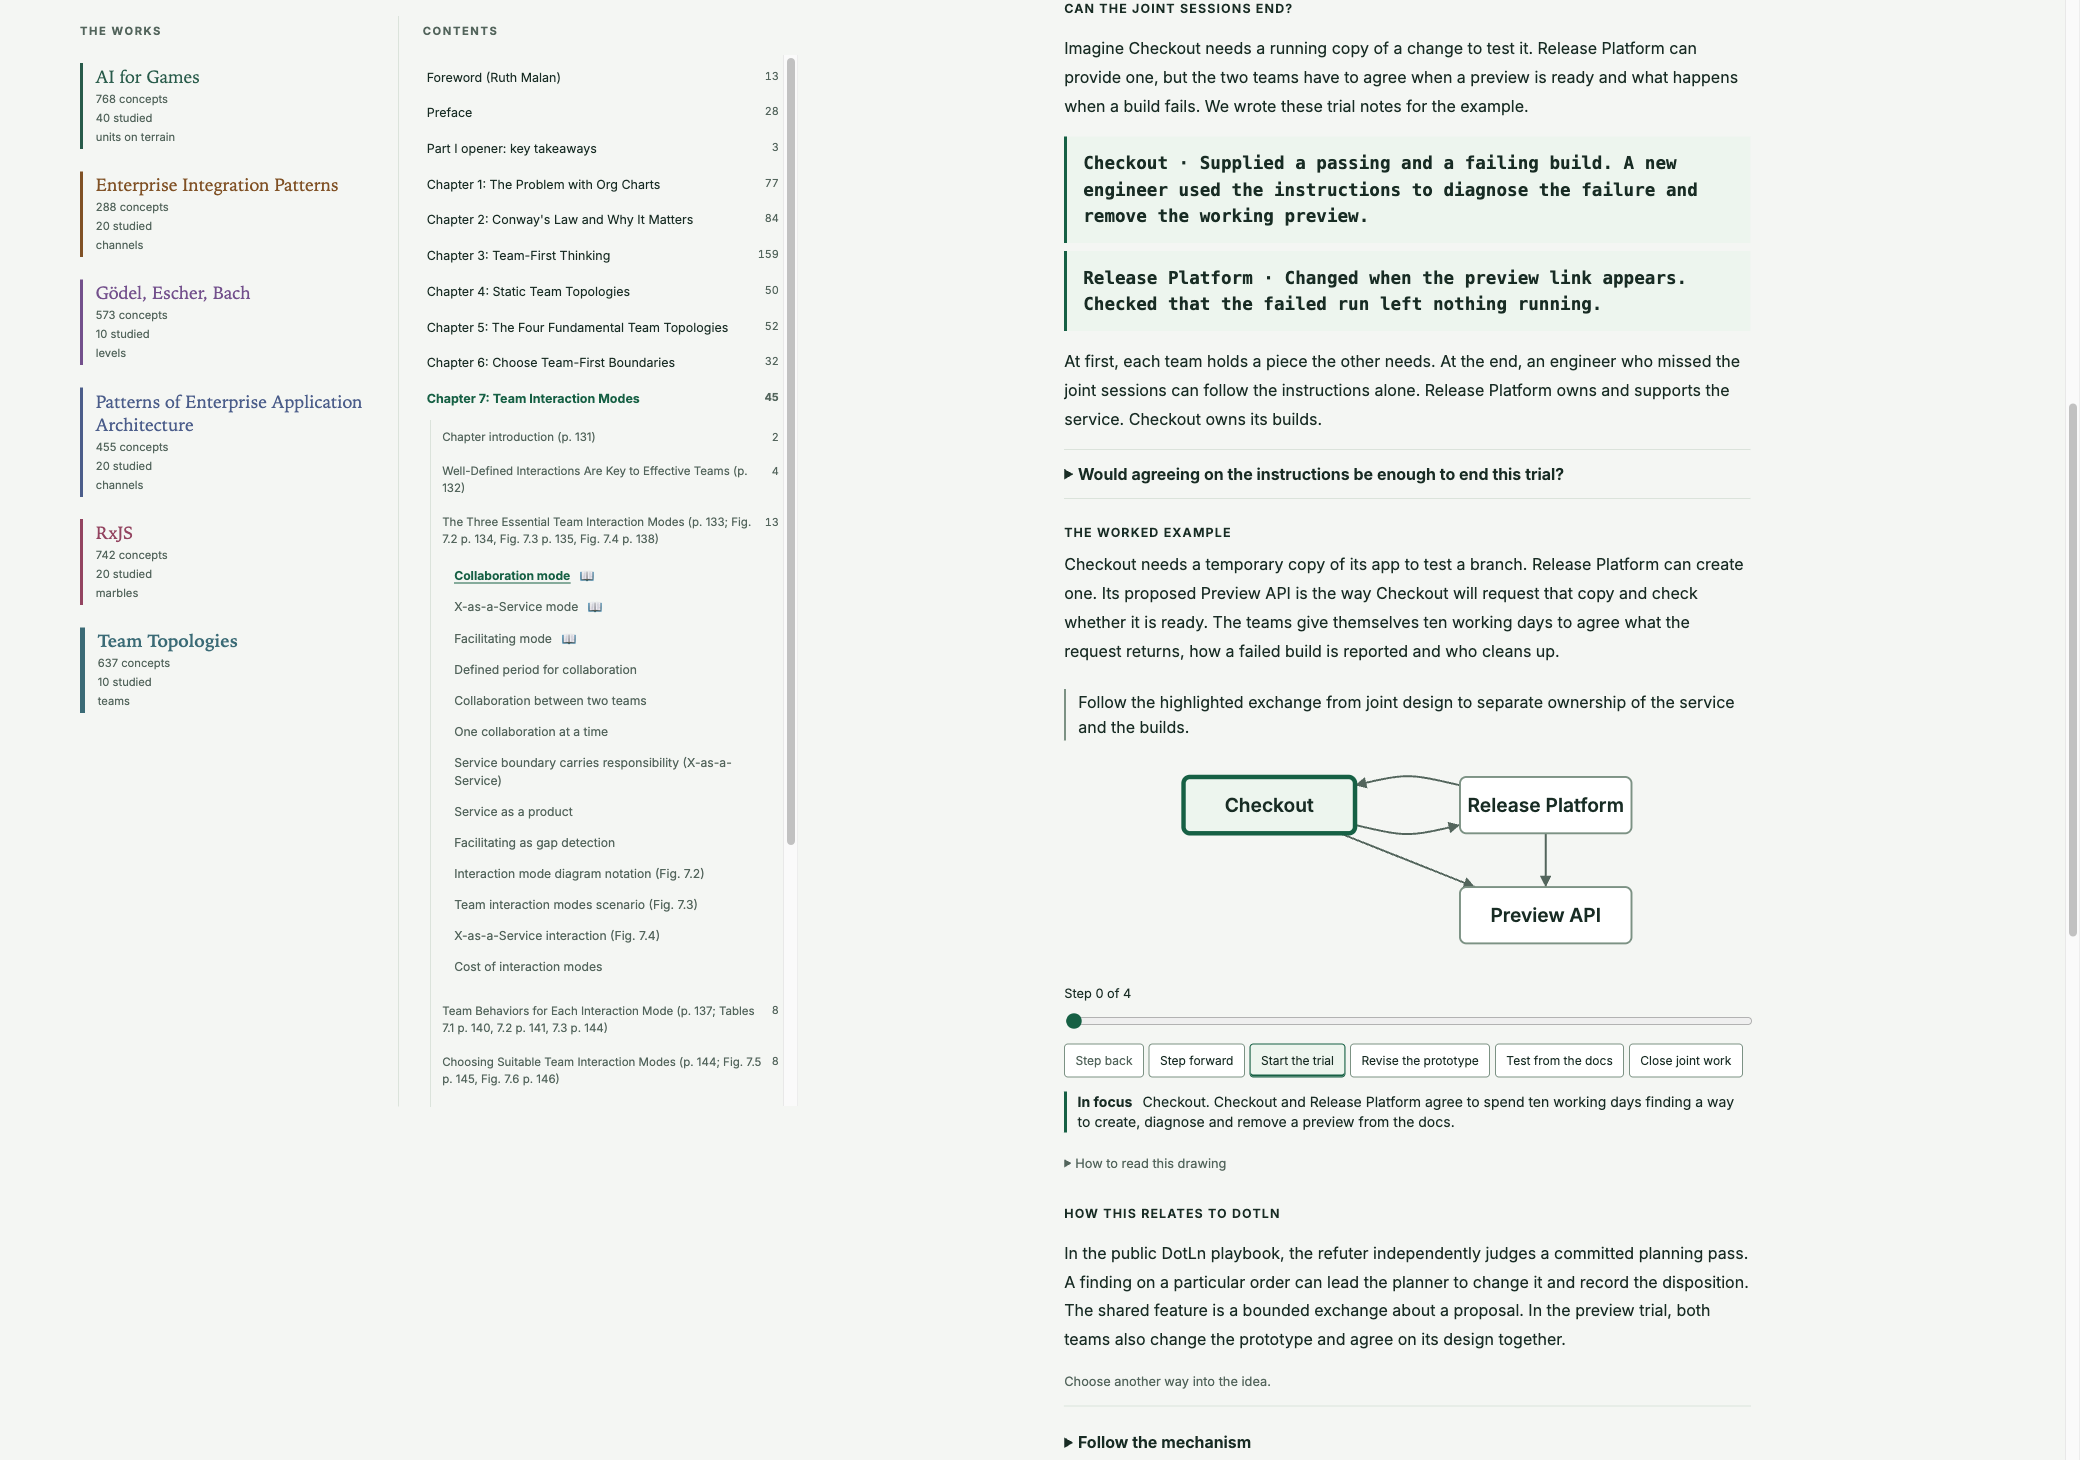 THE WORKS
AI for Games
768 concepts
40 studied
units on terrain
Enterprise Integration Patterns
288 concepts
20 studied
channels
Gödel, Escher, Bach
573 concepts
10 studied
levels
Patterns of Enterprise Application
Architecture
455 concepts
20 studied
channels
RxJS
742 concepts
20 studied
marbles
Team Topologies
637 concepts
10 studied
teams
CONTENTS
Foreword (Ruth Malan) 13
Preface 28
Part I opener: key takeaways 3
Chapter 1: The Problem with Org Charts 77
Chapter 2: Conway's Law and Why It Matters 84
Chapter 3: Team-First Thinking 159
Chapter 4: Static Team Topologies 50
Chapter 5: The Four Fundamental Team Topologies 52
Chapter 6: Choose Team-First Boundaries 32
Chapter 7: Team Interaction Modes 45
Chapter introduction (p. 131) 2
Well-Defined Interactions Are Key to Effective Teams (p. 4
132)
The Three Essential Team Interaction Modes (p. 133; Fig. 13
7.2 p. 134, Fig. 7.3 p. 135, Fig. 7.4 p. 138)
Collaboration mode
X-as-a-Service mode
Facilitating mode
Defined period for collaboration
Collaboration between two teams
One collaboration at a time
Service boundary carries responsibility (X-as-a-
Service)
Service as a product
Facilitating as gap detection
Interaction mode diagram notation (Fig. 7.2)
Team interaction modes scenario (Fig. 7.3)
X-as-a-Service interaction (Fig. 7.4)
Cost of interaction modes
Team Behaviors for Each Interaction Mode (p. 137; Tables 8
7.1 p. 140, 7.2 p. 141, 7.3 p. 144)
Choosing Suitable Team Interaction Modes (p. 144; Fig. 7.5 8
p. 145, Fig. 7.6 p. 146)
CAN THE JOINT SESSIONS END?
Imagine Checkout needs a running copy of a change to test it. Release Platform can
provide one, but the two teams have to agree when a preview is ready and what happens
when a build fails. We wrote these trial notes for the example.
Checkout · Supplied a passing and a failing build. A new
engineer used the instructions to diagnose the failure and
remove the working preview.
Release Platform · Changed when the preview link appears.
Checked that the failed run left nothing running.
At first, each team holds a piece the other needs. At the end, an engineer who missed the
joint sessions can follow the instructions alone. Release Platform owns and supports the
service. Checkout owns its builds.
▶ Would agreeing on the instructions be enough to end this trial?
THE WORKED EXAMPLE
Checkout needs a temporary copy of its app to test a branch. Release Platform can create
one. Its proposed Preview API is the way Checkout will request that copy and check
whether it is ready. The teams give themselves ten working days to agree what the
request returns, how a failed build is reported and who cleans up.
Follow the highlighted exchange from joint design to separate ownership of the service
and the builds.
Checkout
Release Platform
Preview API
Step 0 of 4
Step back
Step forward
Start the trial
Revise the prototype
Test from the docs
Close joint work
In focus Checkout. Checkout and Release Platform agree to spend ten working days finding a way
to create, diagnose and remove a preview from the docs.
▶ How to read this drawing
HOW THIS RELATES TO DOTLN
In the public DotLn playbook, the refuter independently judges a committed planning pass.
A finding on a particular order can lead the planner to change it and record the disposition.
The shared feature is a bounded exchange about a proposal. In the preview trial, both
teams also change the prototype and agree on its design together.
Choose another way into the idea.
▶ Follow the mechanism